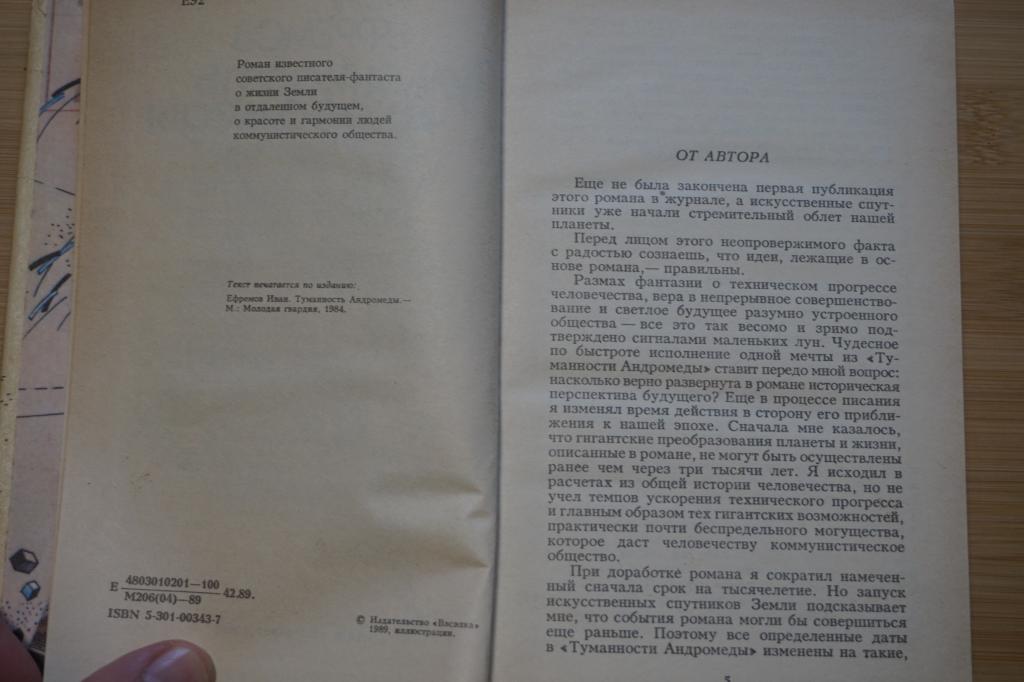 Е92
Роман известного
советского писателя-фантаста
о жизни Земли
в отдаленном будущем,
о красоте и гармонии людей
коммунистического общества.
Текст печатается по изданию:
Ефремов Иван. Туманность Андромеды.—
М.: Молодая гвардия, 1984.
Е 4803010201—100
М206(04)—89
42.89.
ISBN 5-301-00343-7
© Издательство
1989, иллюстрации.
ОТ АВТОРА
Еще не была закончена первая публикация
этого романа в журнале, а искусственные спут-
ники уже начали стремительный облет нашей
планеты.
Перед лицом этого неопровержимого факта
с радостью сознаешь, что идеи, лежащие в ос-
нове романа,— правильны.
Размах фантазии о техническом прогрессе
человечества, вера в непрерывное совершенство-
вание и светлое будущее разумно устроенного
общества — все это так весомо и зримо под-
тверждено сигналами маленьких лун. Чудесное
по быстроте исполнение одной мечты из «Ту-
манности Андромеды» ставит передо мной вопрос:
насколько верно развернута в романе историческая
перспектива будущего? Еще в процессе писания
я изменял время действия в сторону его прибли-
жения к нашей эпохе. Сначала мне казалось,
что гигантские преобразования планеты и жизни,
описанные в романе, не могут быть осуществлены
ранее чем через три тысячи лет. Я исходил в
расчетах из общей истории человечества, но не
учел темпов ускорения технического прогресса
и главным образом тех гигантских возможностей,
практически почти беспредельного могущества,
которое даст человечеству коммунистическое
общество.
При доработке романа я сократил намечен-
ный сначала срок на тысячелетие. Но запуск
искусственных спутников Земли подсказывает
мне, что события романа могли бы совершиться
еще раньше. Поэтому все определенные даты
в «Туманности Андромеды» изменены на такие,
5